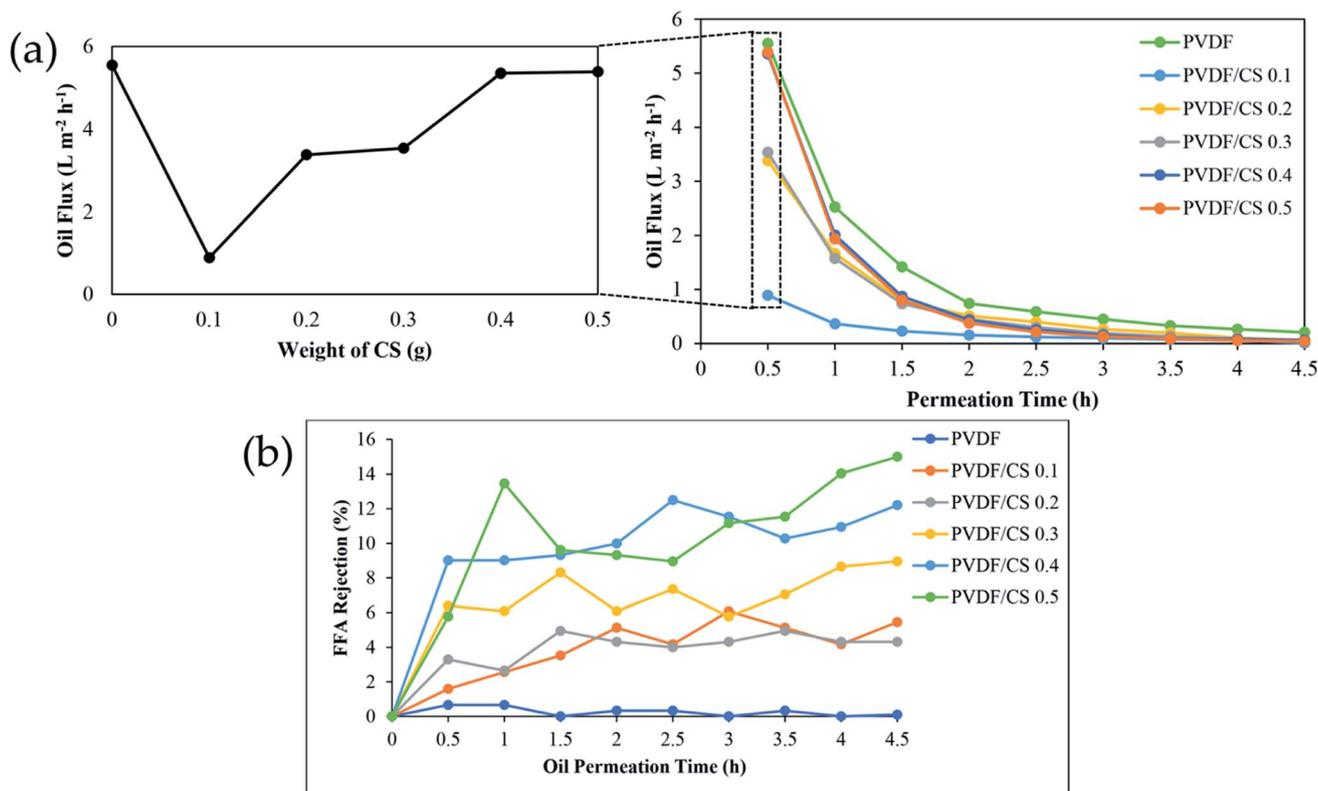 (a)
Oil Flux (L m⁻² h⁻¹)
6
4
2
0
0 0.1 0.2 0.3 0.4 0.5
Weight of CS (g)
Oil Flux (L m⁻² h⁻¹)
6
5
4
3
2
1
0
0 0.5 1 1.5 2 2.5 3 3.5 4 4.5
Permeation Time (h)
PVDF
PVDF/CS 0.1
PVDF/CS 0.2
PVDF/CS 0.3
PVDF/CS 0.4
PVDF/CS 0.5
(b)
FFA Rejection (%)
16
14
12
10
8
6
4
2
0
0 0.5 1 1.5 2 2.5 3 3.5 4 4.5
Oil Permeation Time (h)
PVDF
PVDF/CS 0.1
PVDF/CS 0.2
PVDF/CS 0.3
PVDF/CS 0.4
PVDF/CS 0.5